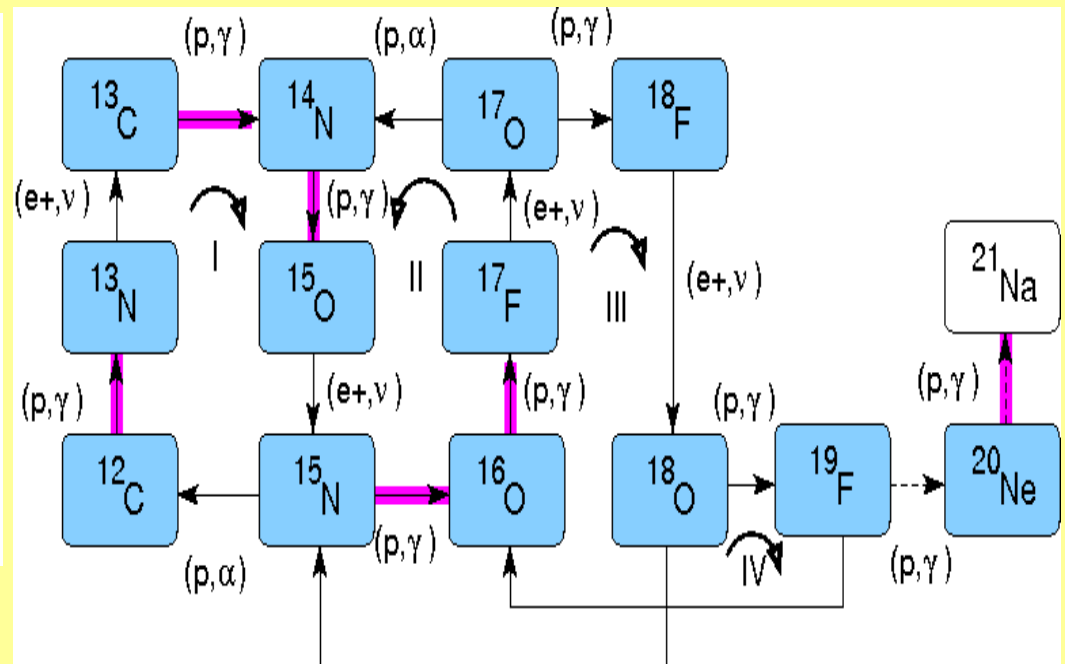 (p,γ) (p,α) (p,γ)
13C 14N 17O 18F
(e+,ν) (p,γ) (e+,ν)
I II III (e+,ν)
13N 15O 17F 21Na
(p,γ) (e+,ν) (p,γ) (p,γ) (p,γ)
12C 15N 16O 18O 19F 20Ne
(p,α) (p,γ) IV (p,γ)